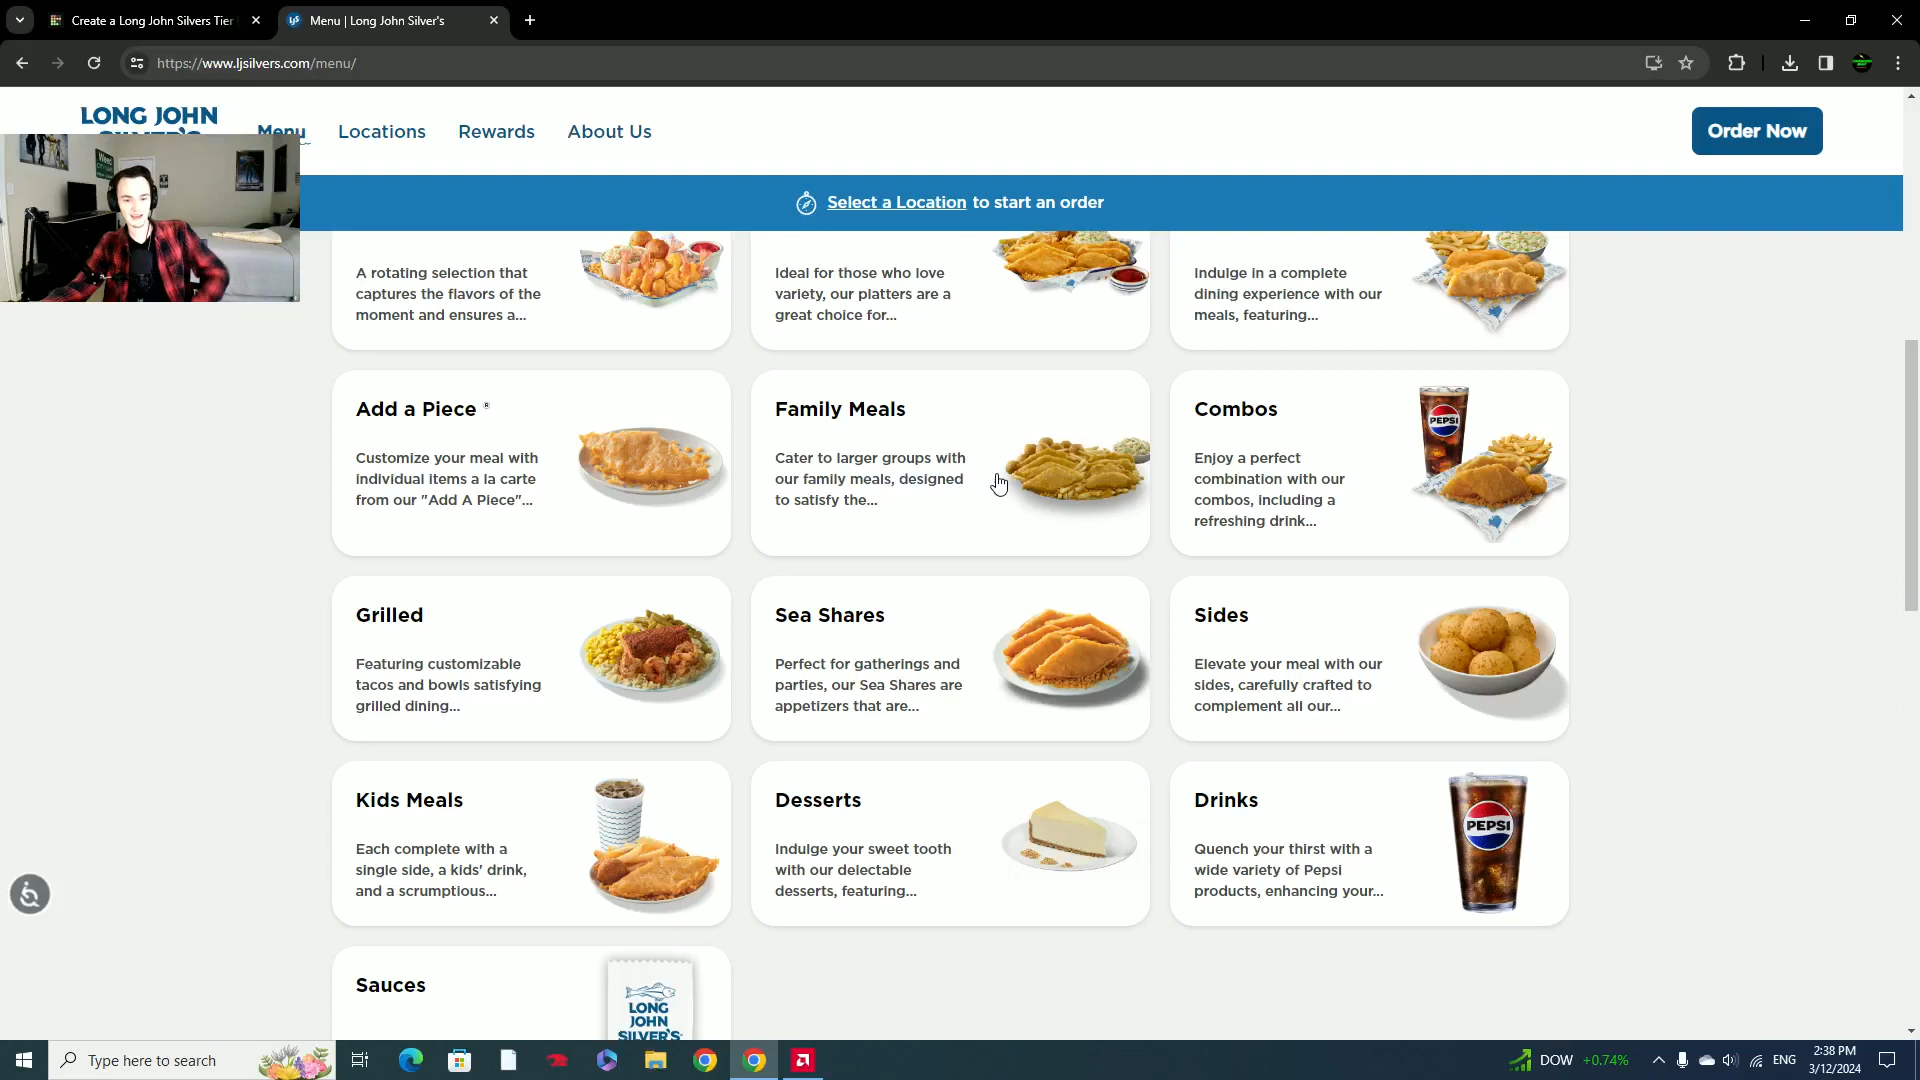 Create a Long John Silvers Tier
Menu | Long John Silver's
https://www.ljsilvers.com/menu/
LONG JOHN
SILVER'S
Menu
Locations
Rewards
About Us
Order Now
Select a Location to start an order
A rotating selection that
captures the flavors of the
moment and ensures a...
Ideal for those who love
variety, our platters are a
great choice for...
Indulge in a complete
dining experience with our
meals, featuring...
Add a Piece ®
Customize your meal with
individual items a la carte
from our "Add A Piece"...
Family Meals
Cater to larger groups with
our family meals, designed
to satisfy the...
Combos
Enjoy a perfect
combination with our
combos, including a
refreshing drink...
PEPSI
Grilled
Featuring customizable
tacos and bowls satisfying
grilled dining...
Sea Shares
Perfect for gatherings and
parties, our Sea Shares are
appetizers that are...
Sides
Elevate your meal with our
sides, carefully crafted to
complement all our...
Kids Meals
Each complete with a
single side, a kids' drink,
and a scrumptious...
Desserts
Indulge your sweet tooth
with our delectable
desserts, featuring...
Drinks
Quench your thirst with a
wide variety of Pepsi
products, enhancing your...
PEPSI
Sauces
LONG
JOHN
SILVER'S
Type here to search
DOW +0.74%
ENG
2:38 PM
3/12/2024